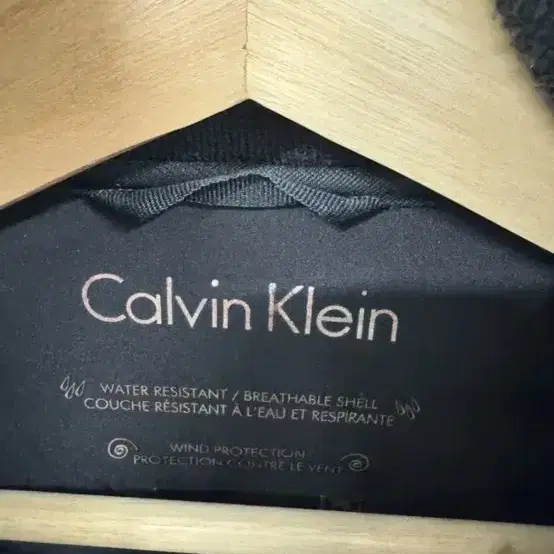 Calvin Klein
WATER RESISTANT / BREATHABLE SHELL
COUCHE RÉSISTANT À L'EAU ET RESPIRANTE
WIND PROTECTION
PROTECTION CONTRE LE VENT